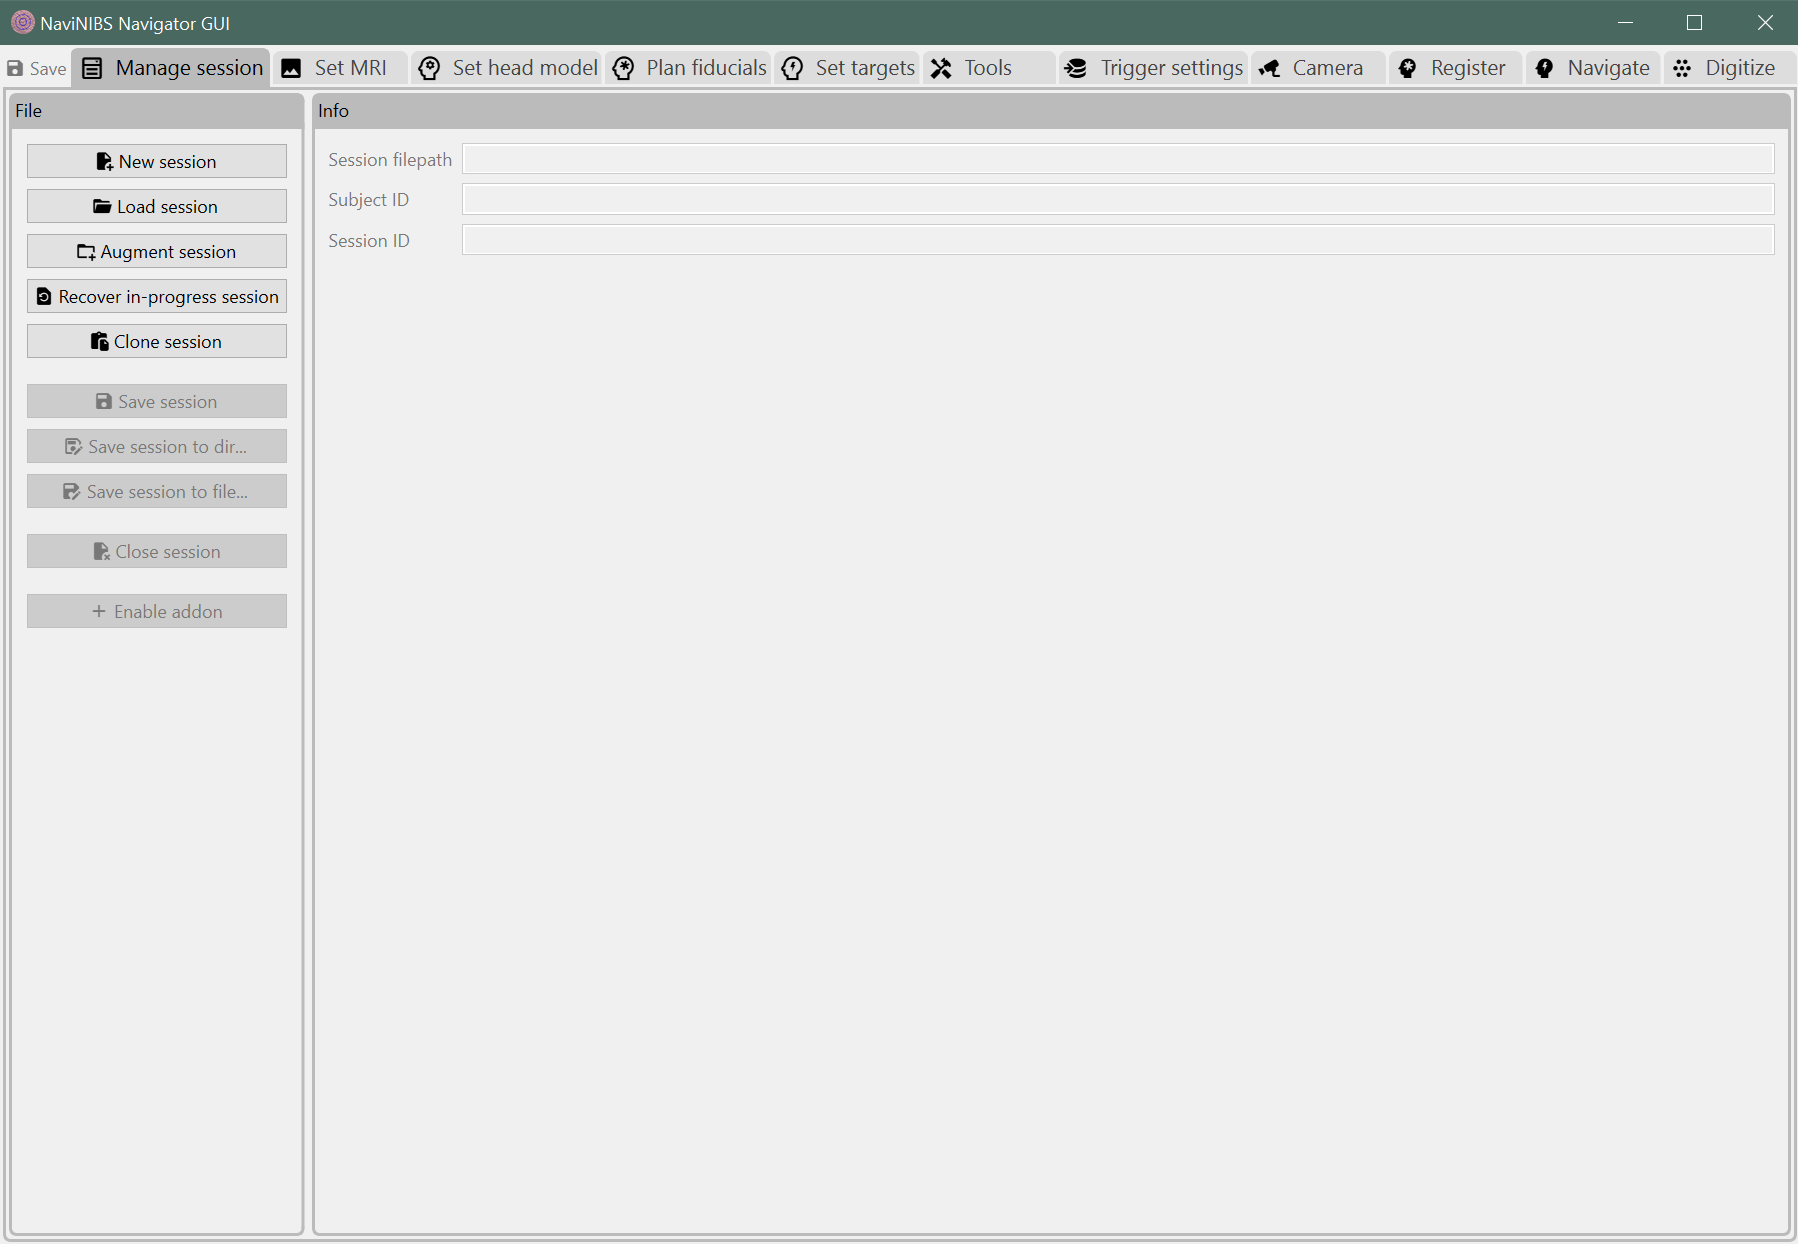 NaviNIBS Navigator GUI
Save Manage session Set MRI Set head model Plan fiducials Set targets Tools Trigger settings Camera Register Navigate Digitize
File
New session
Load session
Augment session
Recover in-progress session
Clone session
Save session
Save session to dir...
Save session to file...
Close session
Enable addon
Info
Session filepath
Subject ID
Session ID